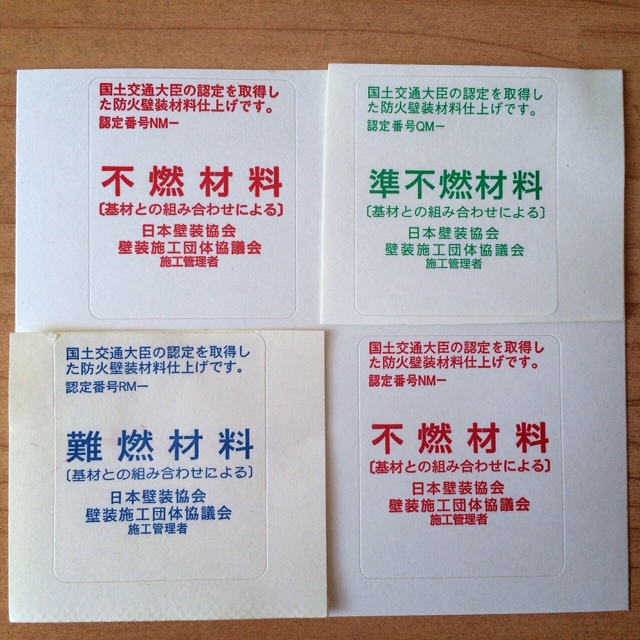 国土交通大臣の認定を取得し
た防火壁装材料仕上げです。
認定番号NMー
不燃材料
〔基材との組み合わせによる〕
日本壁装協会
壁装施工団体協議会
施工管理者
国土交通大臣の認定を取得し
た防火壁装材料仕上げです。
認定番号QMー
準不燃材料
〔基材との組み合わせによる〕
日本壁装協会
壁装施工団体協議会
施工管理者
国土交通大臣の認定を取得し
た防火壁装材料仕上げです。
認定番号RMー
難燃材料
〔基材との組み合わせによる〕
日本壁装協会
壁装施工団体協議会
施工管理者
国土交通大臣の認定を取得し
た防火壁装材料仕上げです。
認定番号NMー
不燃材料
〔基材との組み合わせによる〕
日本壁装協会
壁装施工団体協議会
施工管理者